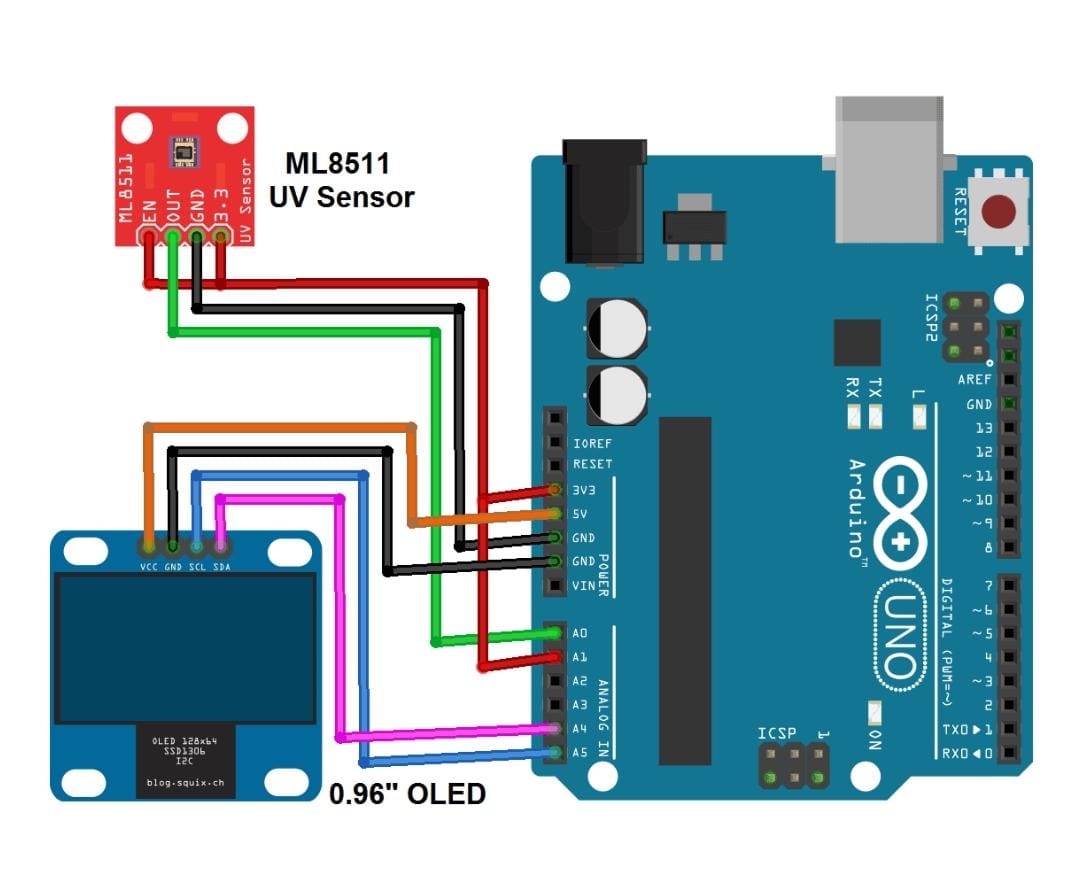 ML8511
EN
OUT
GND
3.3
UV Sensor
ML8511
UV Sensor
RESET
ICSP2
IOREF
RESET
3V3
5V
GND
GND
VIN
POWER
A0
A1
A2
A3
A4
A5
ANALOG IN
RX
TX
L
AREF
GND
13
12
~11
~10
~9
8
7
~6
~5
4
~3
2
TX0▶1
RX0◀0
DIGITAL (PWM=~)
Arduino™
UNO
ON
ICSP
1
VCC GND SCL SDA
OLED 128x64
SSD1306
I2C
blog.squix.ch
0.96" OLED